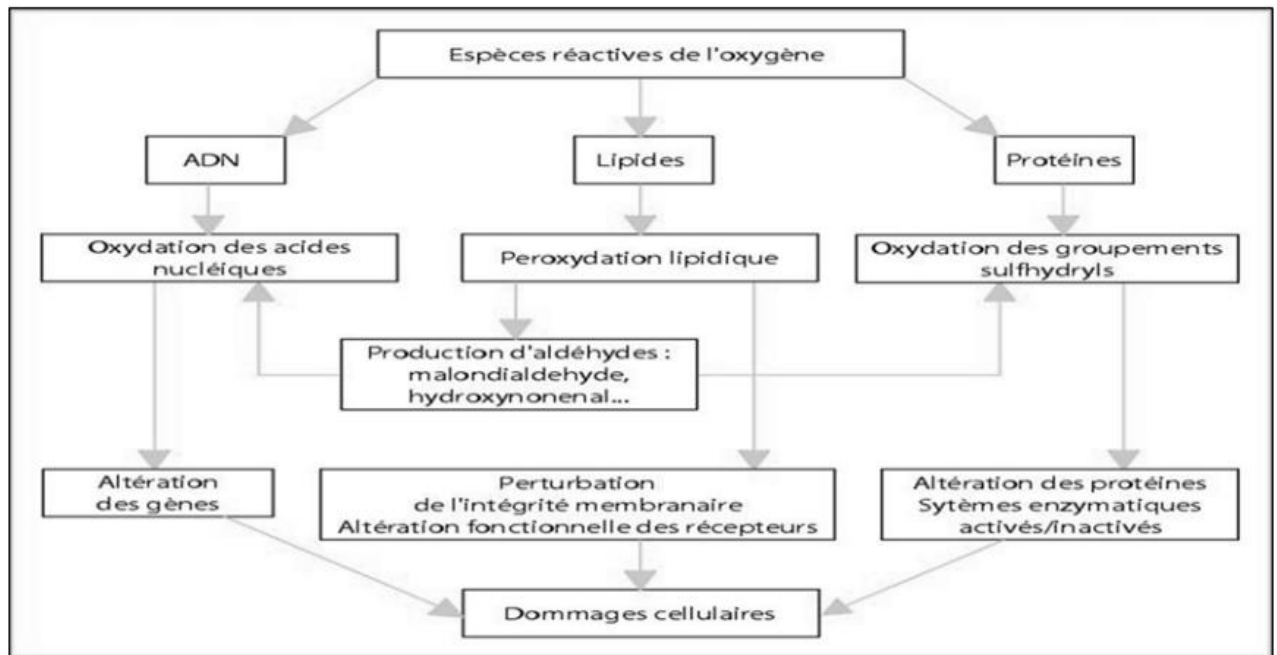 Espèces réactives de l'oxygène
ADN
Lipides
Protéines
Oxydation des acides
nucléiques
Peroxydation lipidique
Oxydation des groupements
sulfhydryls
Production d'aldéhydes :
malondialdehyde,
hydroxynonenal...
Altération
des gènes
Perturbation
de l'intégrité membranaire
Altération fonctionnelle des récepteurs
Altération des protéines
Sytèmes enzymatiques
activés/inactivés
Dommages cellulaires